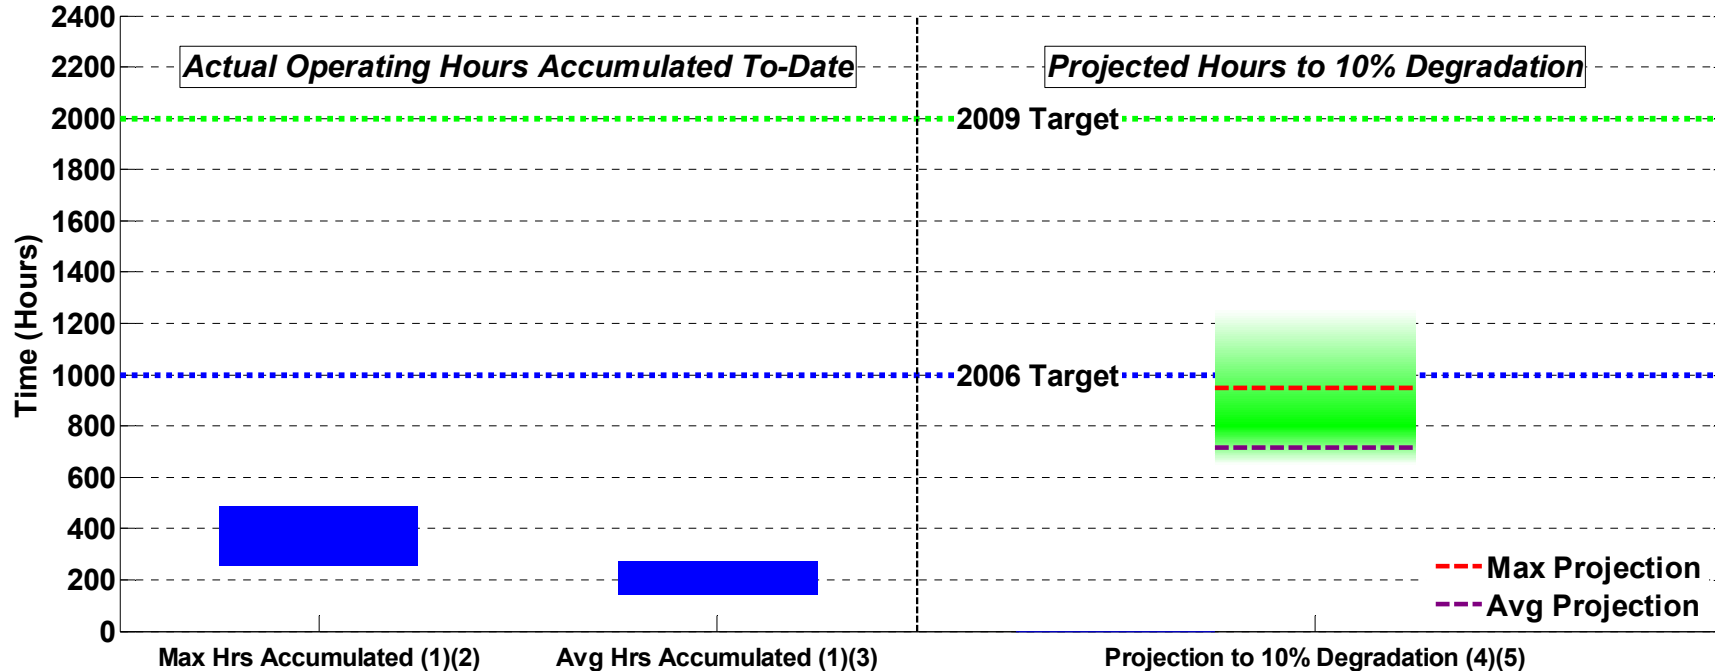 2400
2200
2000
1800
1600
1400
1200
1000
800
600
400
200
0
Time (Hours)
Actual Operating Hours Accumulated To-Date
Projected Hours to 10% Degradation
2009 Target
2006 Target
Max Projection
Avg Projection
Max Hrs Accumulated (1)(2)
Avg Hrs Accumulated (1)(3)
Projection to 10% Degradation (4)(5)